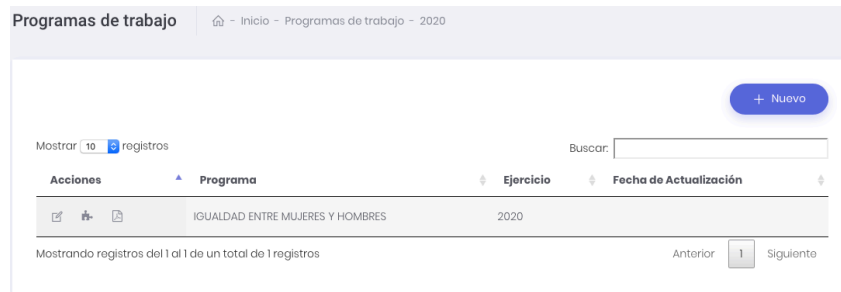 Programas de trabajo - Inicio - Programas de trabajo - 2020
+ Nuevo
Mostrar 10 registros Buscar:
Acciones Programa Ejercicio Fecha de Actualización
IGUALDAD ENTRE MUJERES Y HOMBRES 2020
Mostrando registros del 1 al 1 de un total de 1 registros Anterior 1 Siguiente